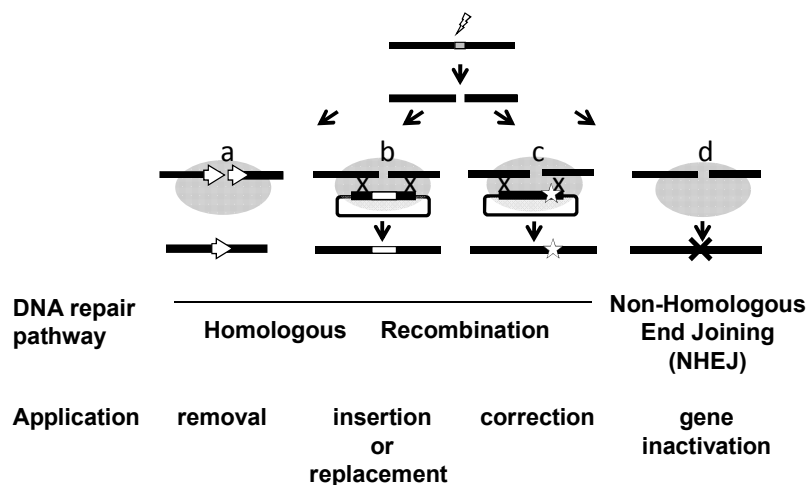 a b c d
DNA repair pathway
Homologous Recombination
Non-Homologous End Joining (NHEJ)
Application
removal
insertion or replacement
correction
gene inactivation